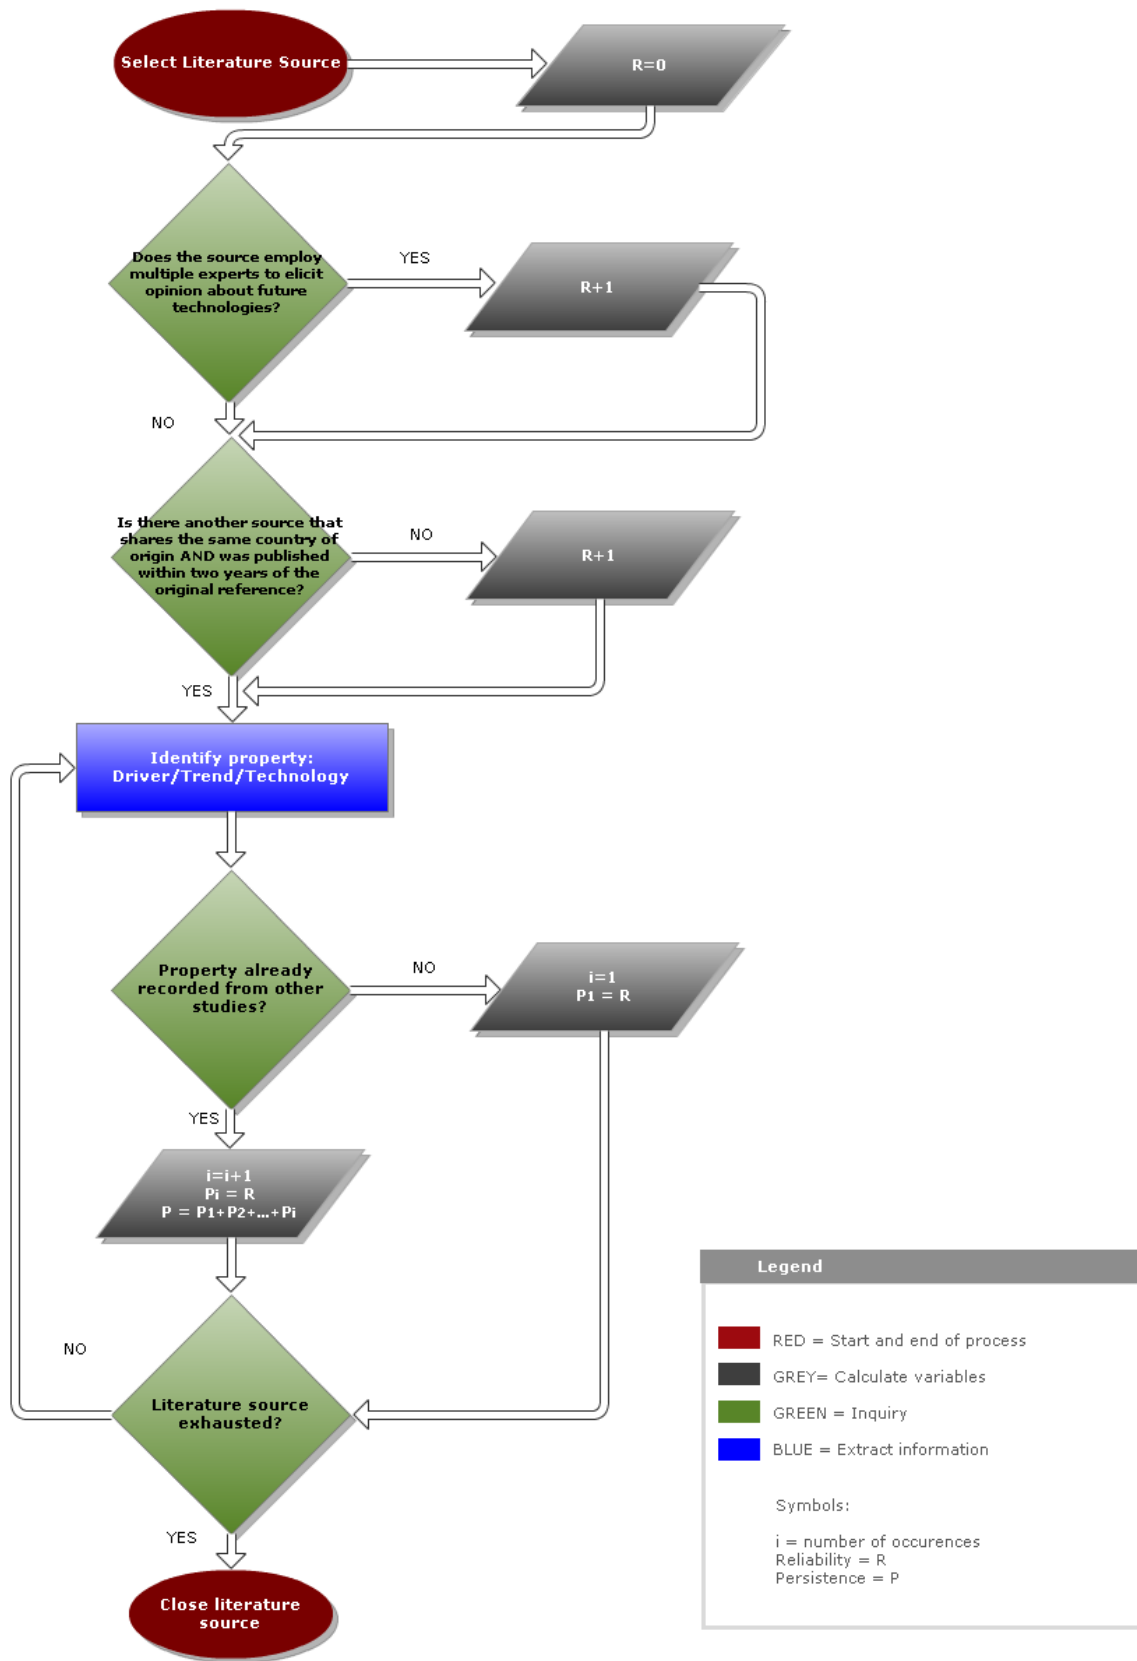 Select Literature Source
R=0
Does the source employ
multiple experts to elicit
opinion about future
technologies?
YES
R+1
NO
Is there another source that
shares the same country of
origin AND was published
within two years of the
original reference?
NO
R+1
YES
Identify property:
Driver/Trend/Technology
Property already
recorded from other
studies?
NO
i=1
P1 = R
YES
i=i+1
Pi = R
P = P1+P2+...+Pi
NO
Literature source
exhausted?
YES
Close literature
source
Legend
RED = Start and end of process
GREY= Calculate variables
GREEN = Inquiry
BLUE = Extract information
Symbols:
i = number of occurences
Reliability = R
Persistence = P